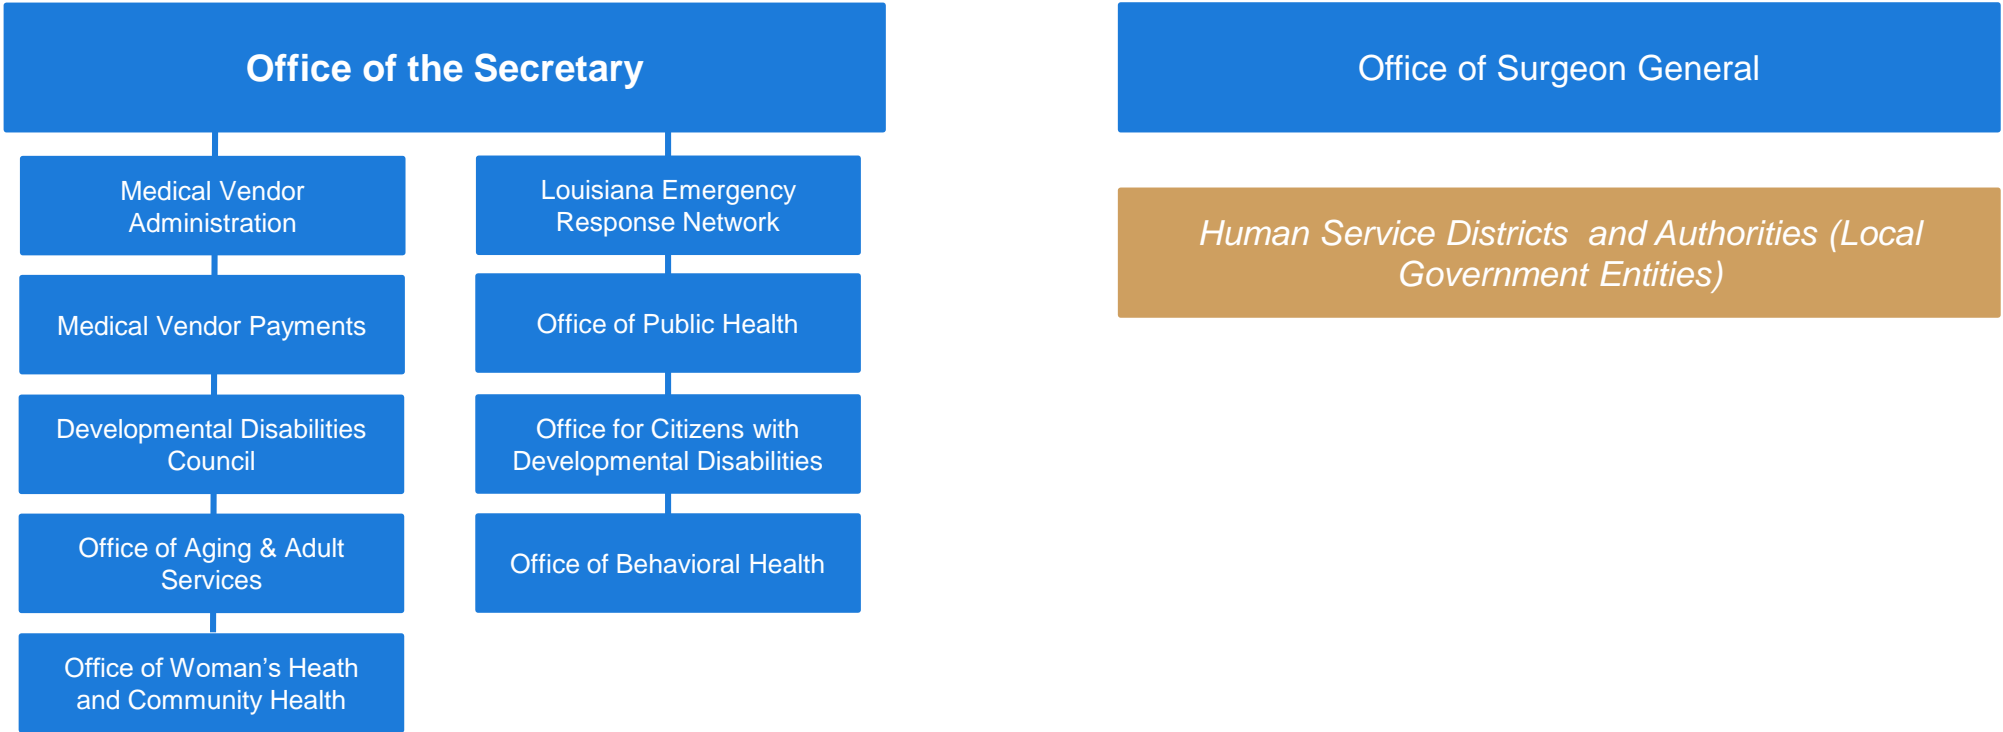 Office of the Secretary
Medical Vendor
Administration
Medical Vendor Payments
Developmental Disabilities
Council
Office of Aging & Adult
Services
Office of Woman’s Heath
and Community Health
Louisiana Emergency
Response Network
Office of Public Health
Office for Citizens with
Developmental Disabilities
Office of Behavioral Health
Office of Surgeon General
Human Service Districts and Authorities (Local
Government Entities)